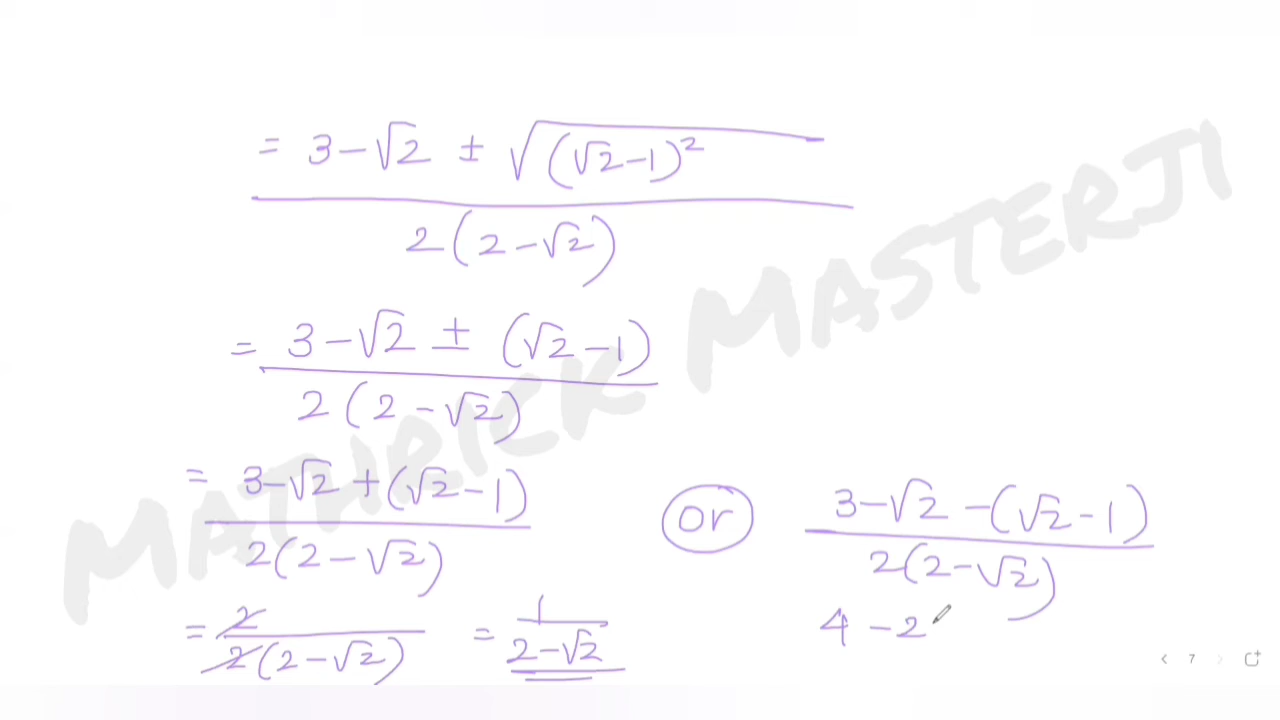 = 3-√2 ± √(√2-1)²
2(2-√2)
= 3-√2 ± (√2-1)
2(2-√2)
= 3-√2 +(√2-1) or 3-√2 -(√2-1)
2(2-√2) 2(2-√2)
= 2 = 1 4-2
2(2-√2) 2-√2
MATHRICK MASTERJI
< 7 >